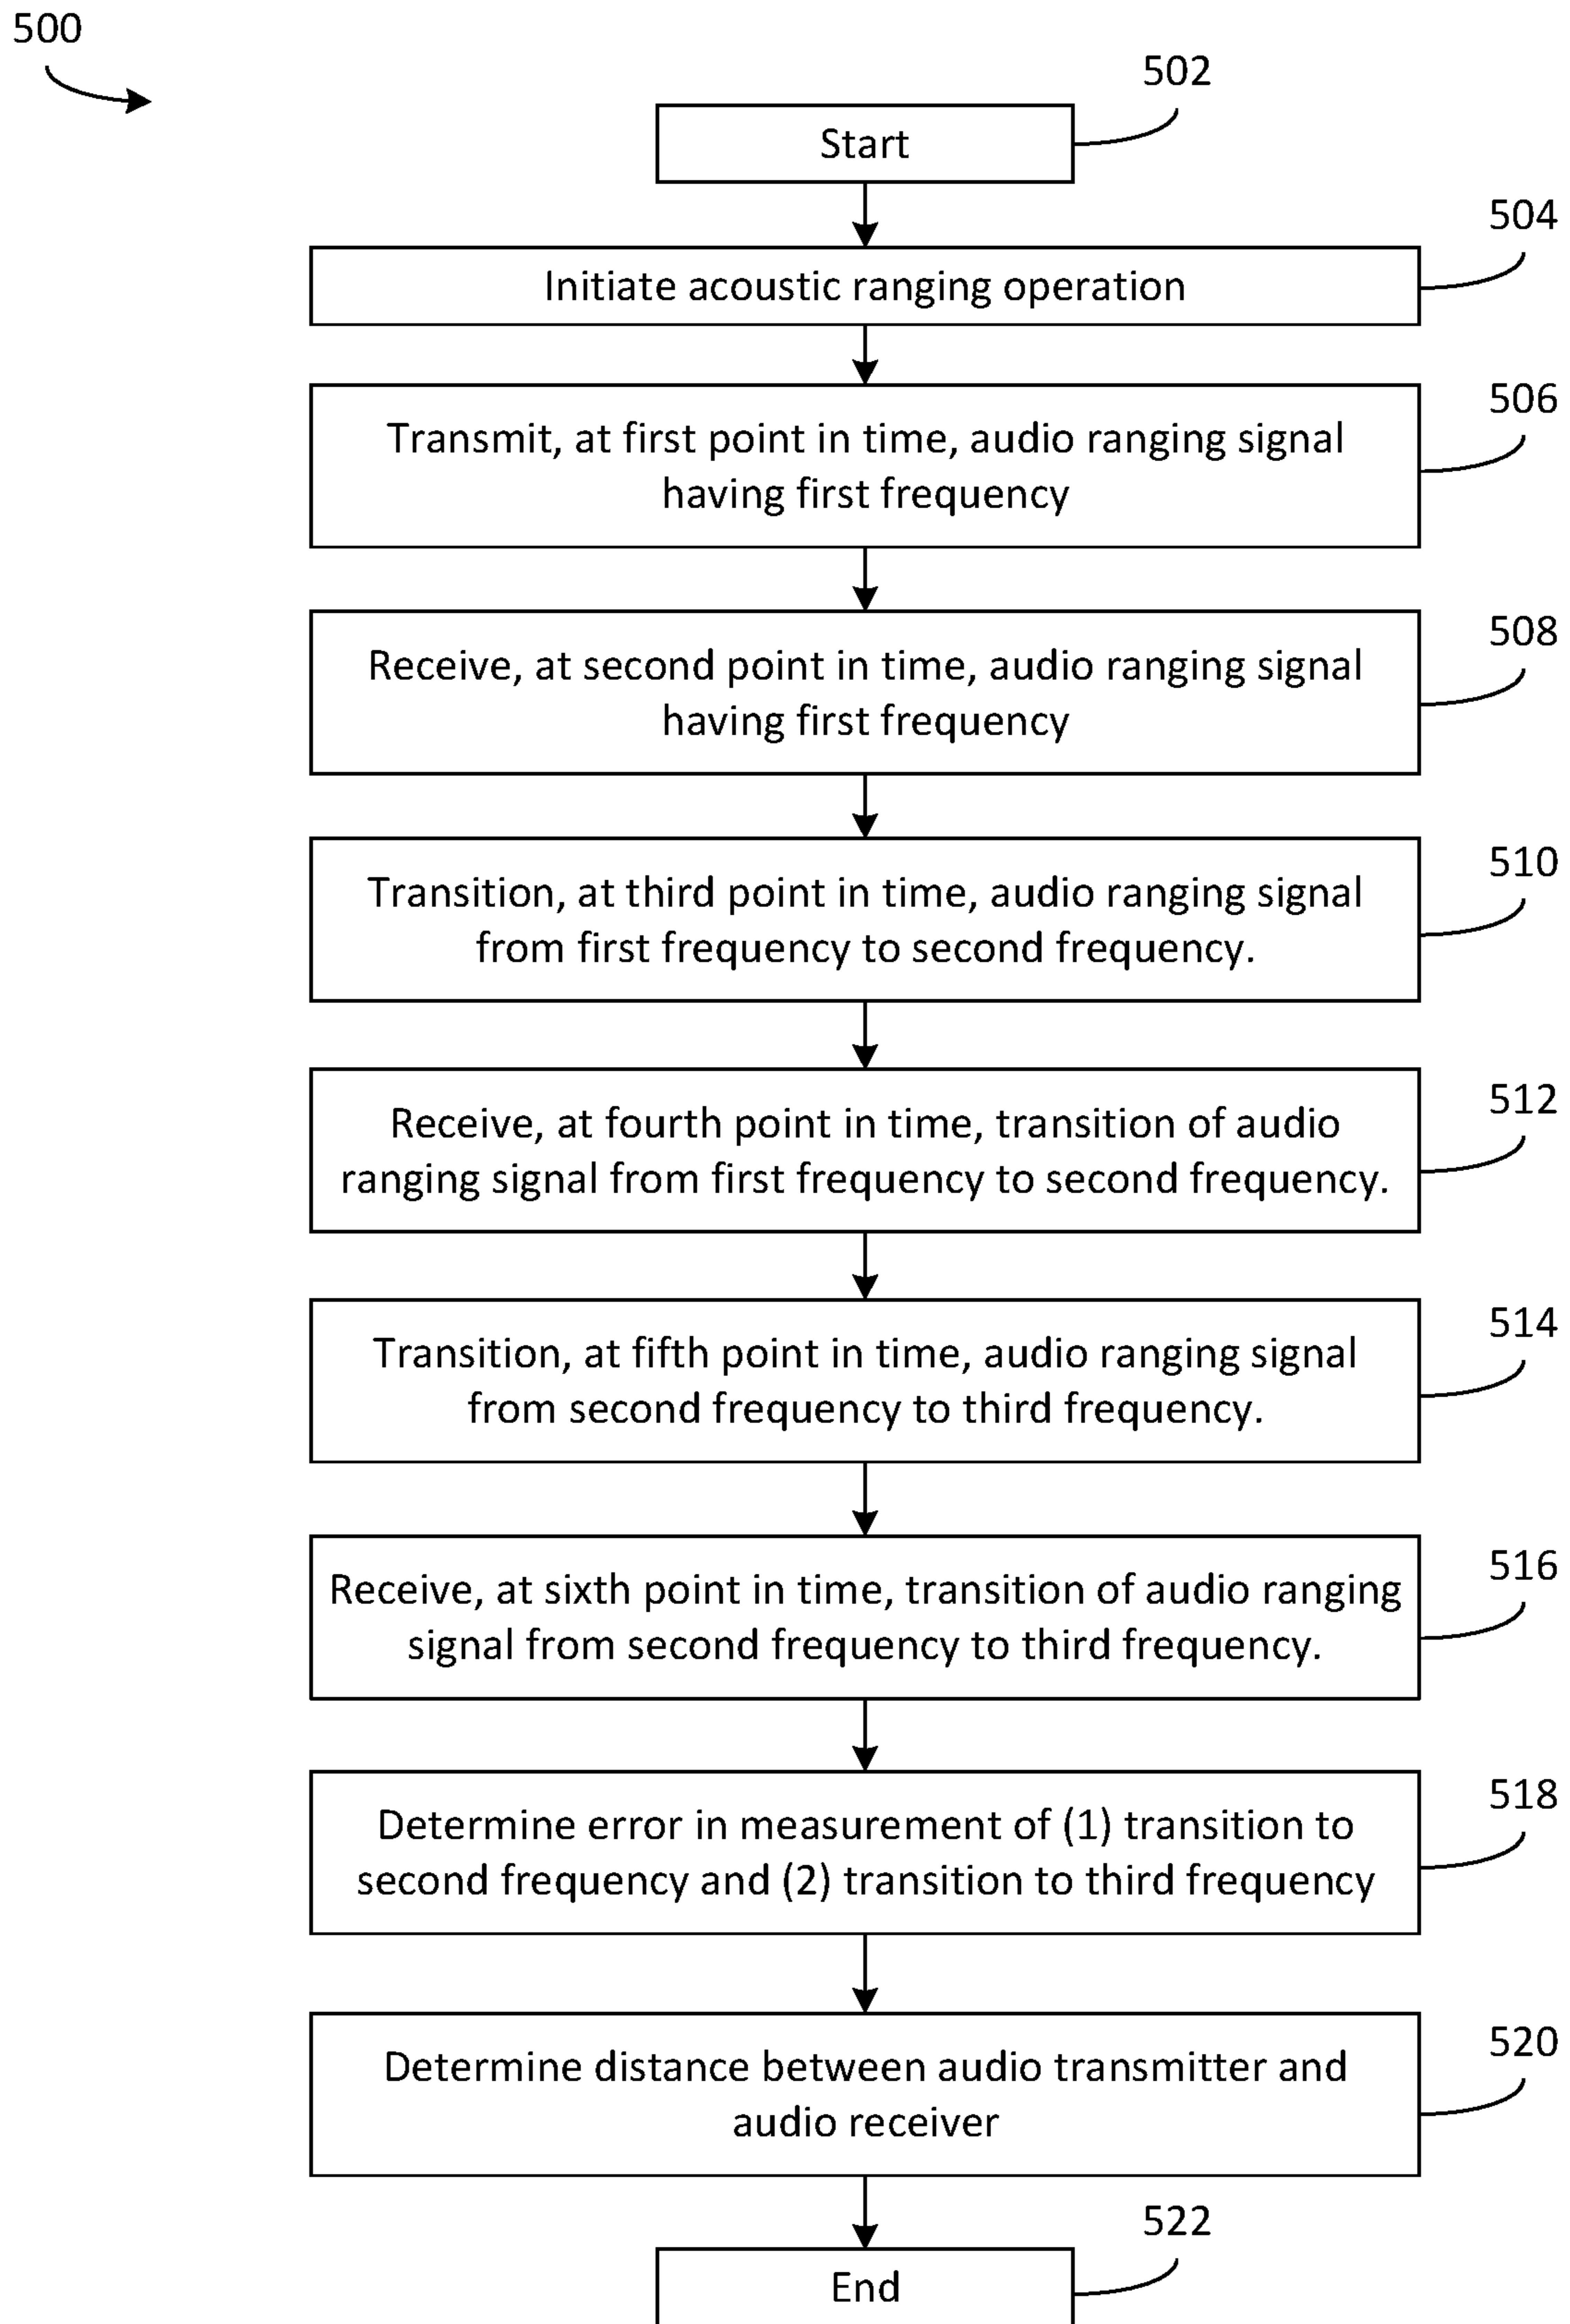 500
502
Start
504
Initiate acoustic ranging operation
506
Transmit, at first point in time, audio ranging signal
having first frequency
508
Receive, at second point in time, audio ranging signal
having first frequency
510
Transition, at third point in time, audio ranging signal
from first frequency to second frequency.
512
Receive, at fourth point in time, transition of audio
ranging signal from first frequency to second frequency.
514
Transition, at fifth point in time, audio ranging signal
from second frequency to third frequency.
516
Receive, at sixth point in time, transition of audio ranging
signal from second frequency to third frequency.
518
Determine error in measurement of (1) transition to
second frequency and (2) transition to third frequency
520
Determine distance between audio transmitter and
audio receiver
522
End